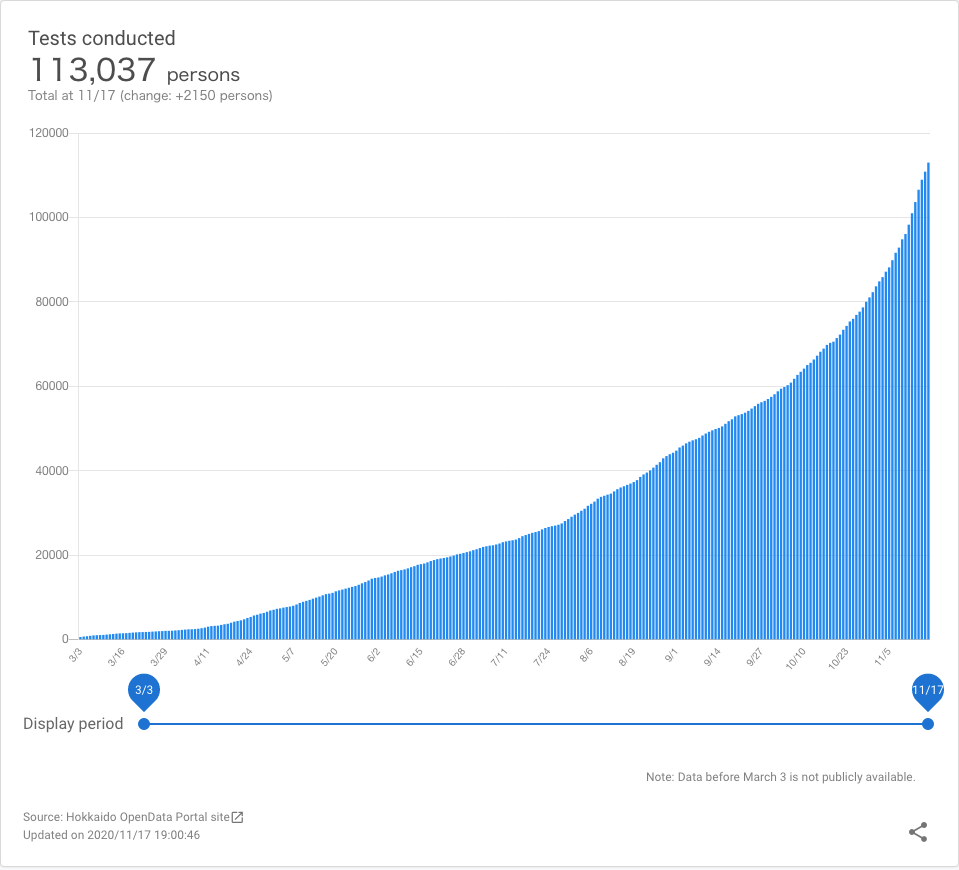 Tests conducted
113,037 persons
Total at 11/17 (change: +2150 persons)
120000
100000
80000
60000
40000
20000
0
3/3 3/16 3/29 4/11 4/24 5/7 5/20 6/2 6/15 6/28 7/11 7/24 8/6 8/19 9/1 9/14 9/27 10/10 10/23 11/5
3/3 11/17
Display period
Note: Data before March 3 is not publicly available.
Source: Hokkaido OpenData Portal site
Updated on 2020/11/17 19:00:46